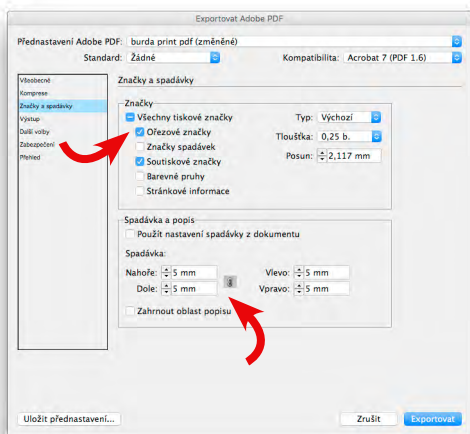 Exportovat Adobe PDF
Přednastavení Adobe PDF: burda print pdf (změněné)
Standard: Žádné Kompatibilita: Acrobat 7 (PDF 1.6)
Všeobecné
Komprese
Značky a spadávky
Výstup
Další volby
Zabezpečení
Přehled
Značky a spadávky
Značky
Všechny tiskové značky Typ: Výchozí
Ořezové značky Tloušťka: 0,25 b.
Značky spadávek Posun: 2,117 mm
Soutiskové značky
Barevné pruhy
Stránkové informace
Spadávka a popis
Použít nastavení spadávky z dokumentu
Spadávka:
Nahoře: 5 mm Vlevo: 5 mm
Dole: 5 mm Vpravo: 5 mm
Zahrnout oblast popisu
Uložit přednastavení... Zrušit Exportovat